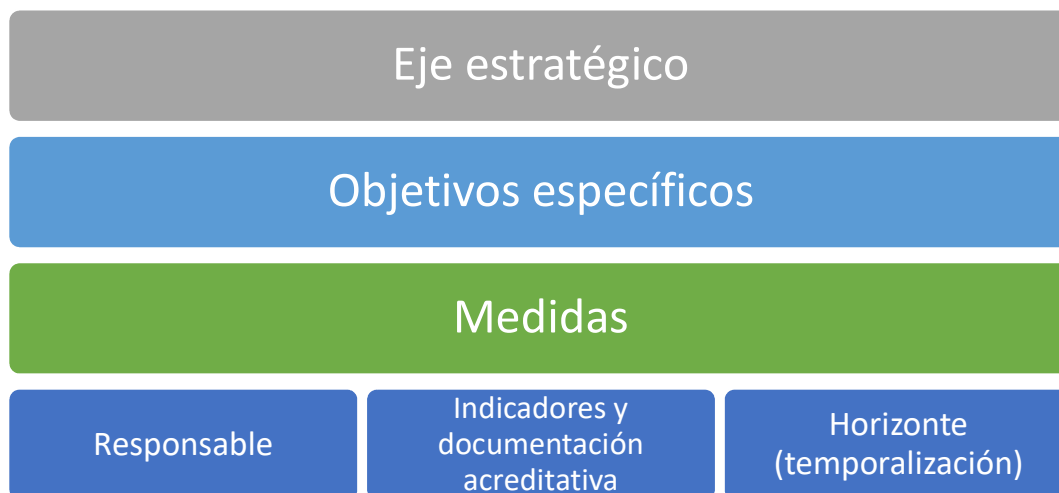 Eje estratégico
Objetivos específicos
Medidas
Responsable
Indicadores y
documentación
acreditativa
Horizonte
(temporalización)